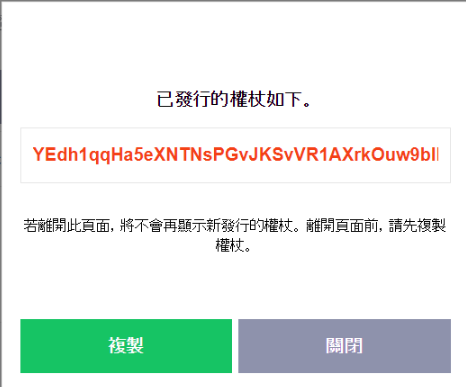 已發行的權杖如下。
YEdh1qqHa5eXNTNsPGvJKSvVR1AXrkOuw9bII
若離開此頁面, 將不會再顯示新發行的權杖。離開頁面前, 請先複製
權杖。
複製
關閉